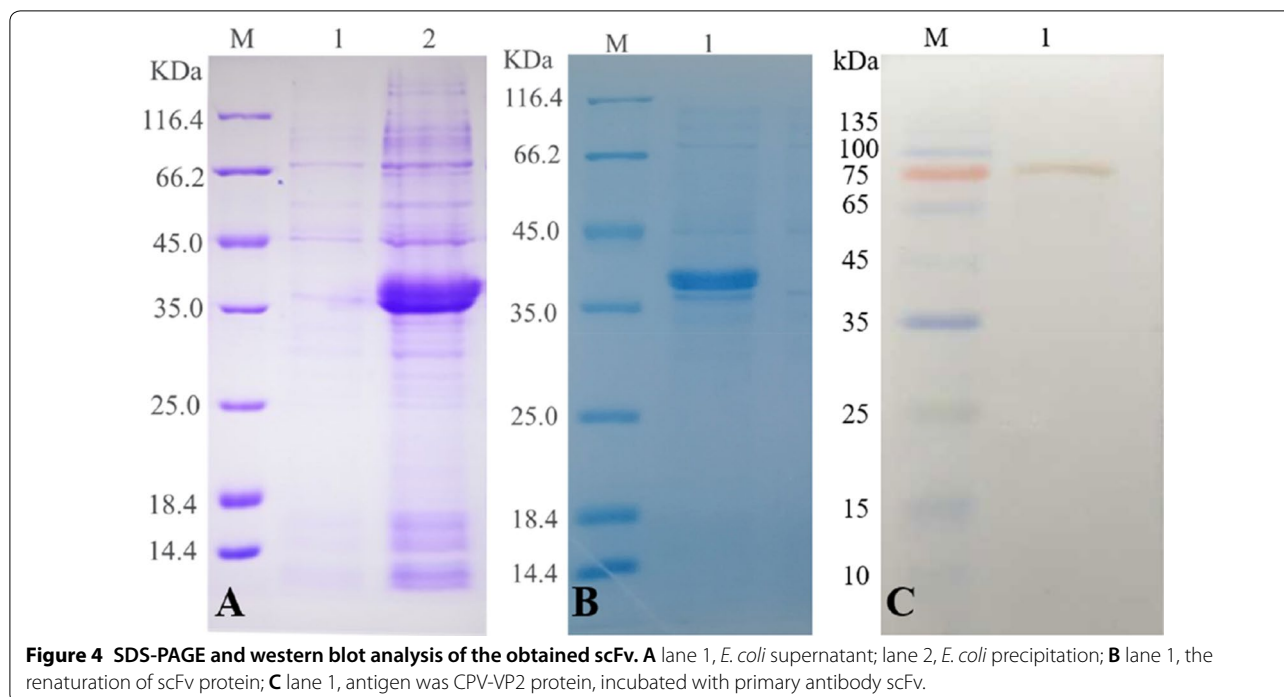 M 1 2
KDa
116.4
66.2
45.0
35.0
25.0
18.4
14.4
A
M 1
KDa
116.4
66.2
45.0
35.0
25.0
18.4
14.4
B
M 1
kDa
135
100
75
65
45
35
25
15
10
C
Figure 4 SDS-PAGE and western blot analysis of the obtained scFv. A lane 1, E. coli supernatant; lane 2, E. coli precipitation; B lane 1, the
renaturation of scFv protein; C lane 1, antigen was CPV-VP2 protein, incubated with primary antibody scFv.